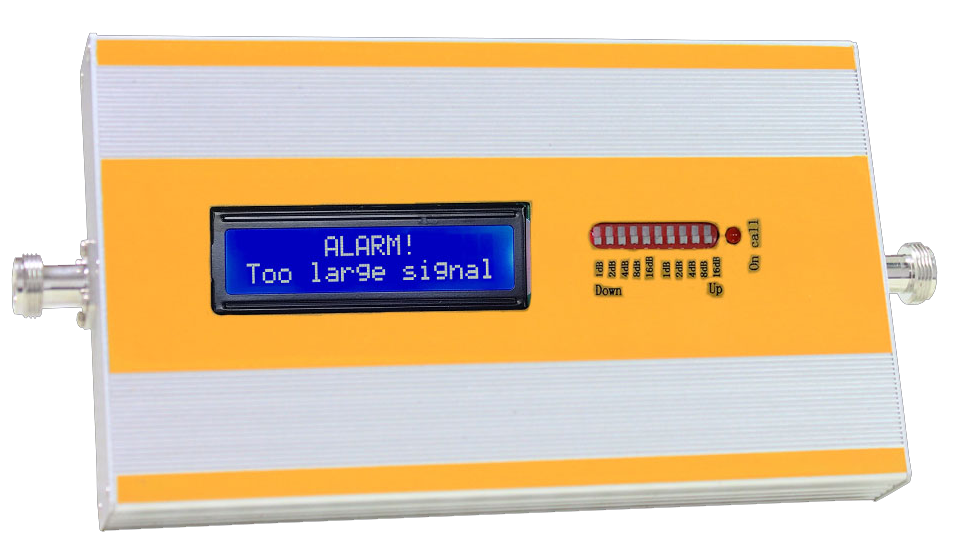 ALARM!
Too large signal
1dB 2dB 4dB 8dB 16dB 1dB 2dB 4dB 8dB 16dB
Down Up
On call